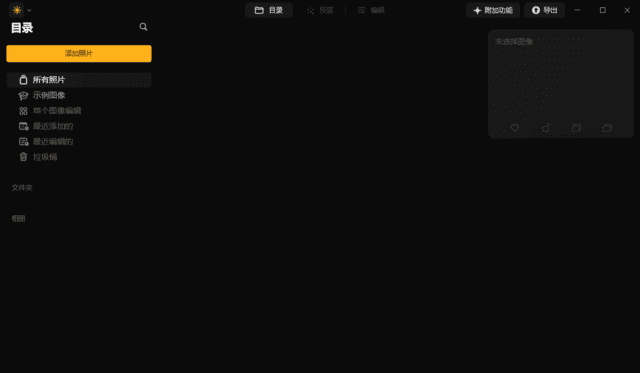 目录
预设
编辑
附加功能
导出
目录
添加照片
未选择图像
所有照片
示例图像
单个图像编辑
最近添加的
最近编辑的
垃圾桶
文件夹
相册